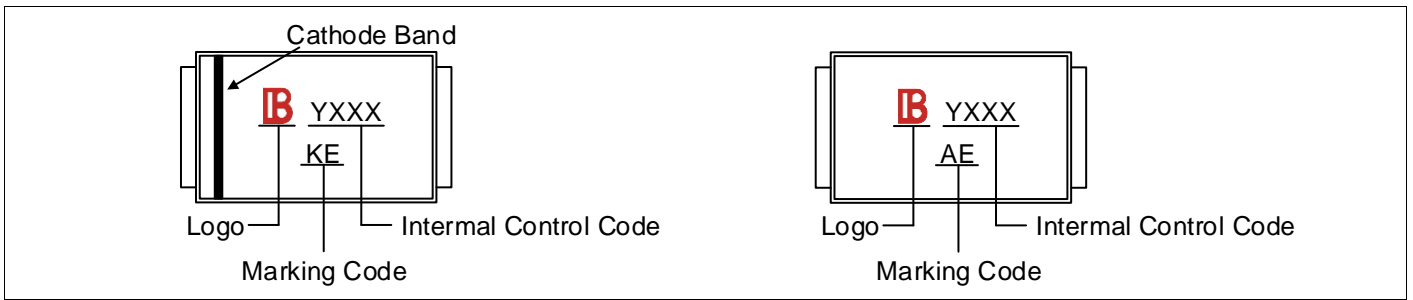 Cathode Band
B YXXX
KE
Logo
Intermal Control Code
Marking Code
B YXXX
AE
Logo
Intermal Control Code
Marking Code